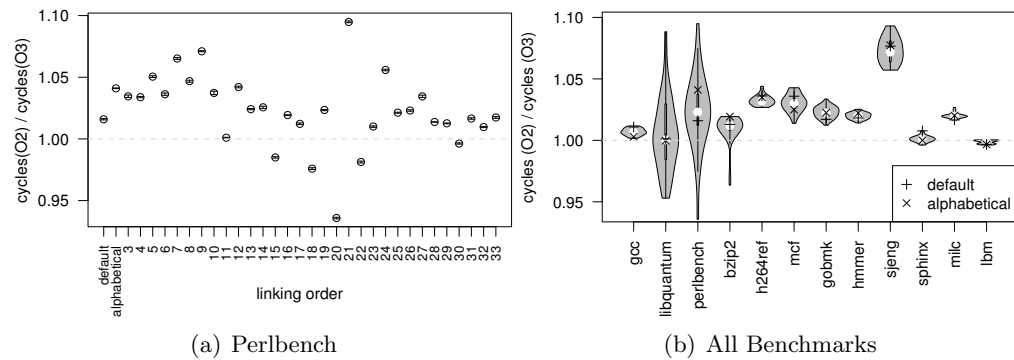 cycles(O2) / cycles(O3)
1.10
1.05
1.00
0.95
default
alphabetical
3
4
5
6
7
8
9
10
11
12
13
14
15
16
17
18
19
20
21
22
23
24
25
26
27
28
29
30
31
32
33
linking order
(a) Perlbench
cycles (O2) / cycles (O3)
1.10
1.05
1.00
0.95
+ default
× alphabetical
gcc
libquantum
perlbench
bzip2
h264ref
mcf
gobmk
hmmer
sjeng
sphinx
milc
lbm
(b) All Benchmarks